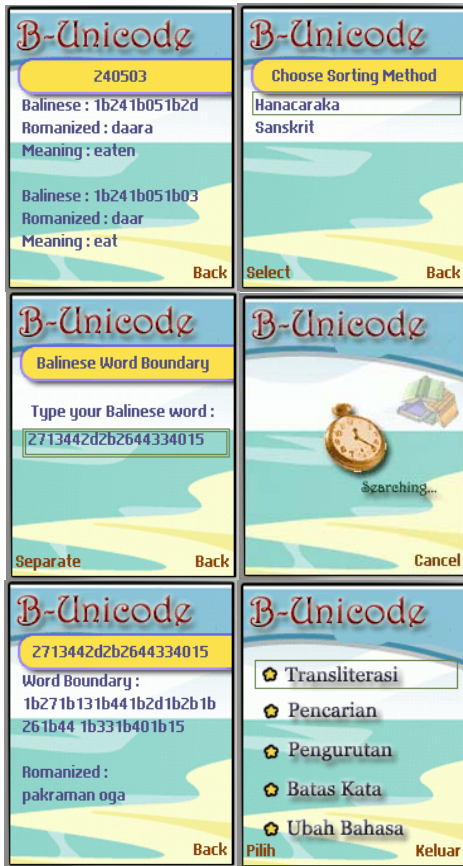 B-Unicode
240503
Balinese : 1b241b051b2d
Romanized : daara
Meaning : eaten
Balinese : 1b241b051b03
Romanized : daar
Meaning : eat
Back
B-Unicode
Choose Sorting Method
Hanacaraka
Sanskrit
Select
Back
B-Unicode
Balinese Word Boundary
Type your Balinese word :
2713442d2b2644334015
Separate
Back
B-Unicode
Searching...
Cancel
B-Unicode
2713442d2b2644334015
Word Boundary :
1b271b131b441b2d1b2b1b
261b44 1b331b401b15
Romanized :
pakraman oga
Back
B-Unicode
Transliterasi
Pencarian
Pengurutan
Batas Kata
Ubah Bahasa
Pilih
Keluar